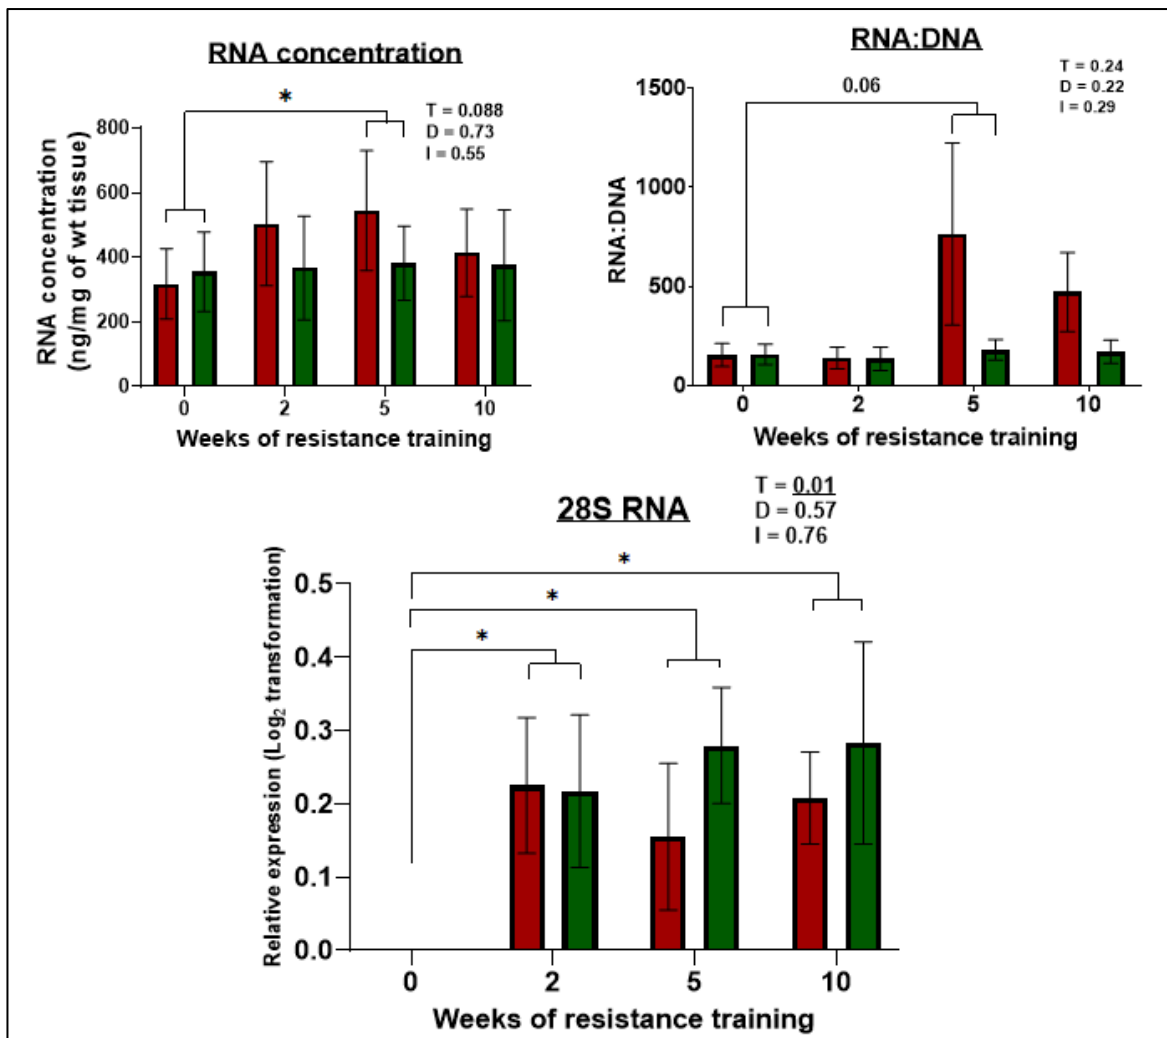 RNA concentration
*
T = 0.088
D = 0.73
I = 0.55
RNA concentration
(ng/mg of wt tissue)
800
600
400
200
0
0 2 5 10
Weeks of resistance training
RNA:DNA
0.06
T = 0.24
D = 0.22
I = 0.29
RNA:DNA
1500
1000
500
0
0 2 5 10
Weeks of resistance training
28S RNA
T = 0.01
D = 0.57
I = 0.76
*
*
*
Relative expression (Log₂ transformation)
0.5
0.4
0.3
0.2
0.1
0.0
0 2 5 10
Weeks of resistance training